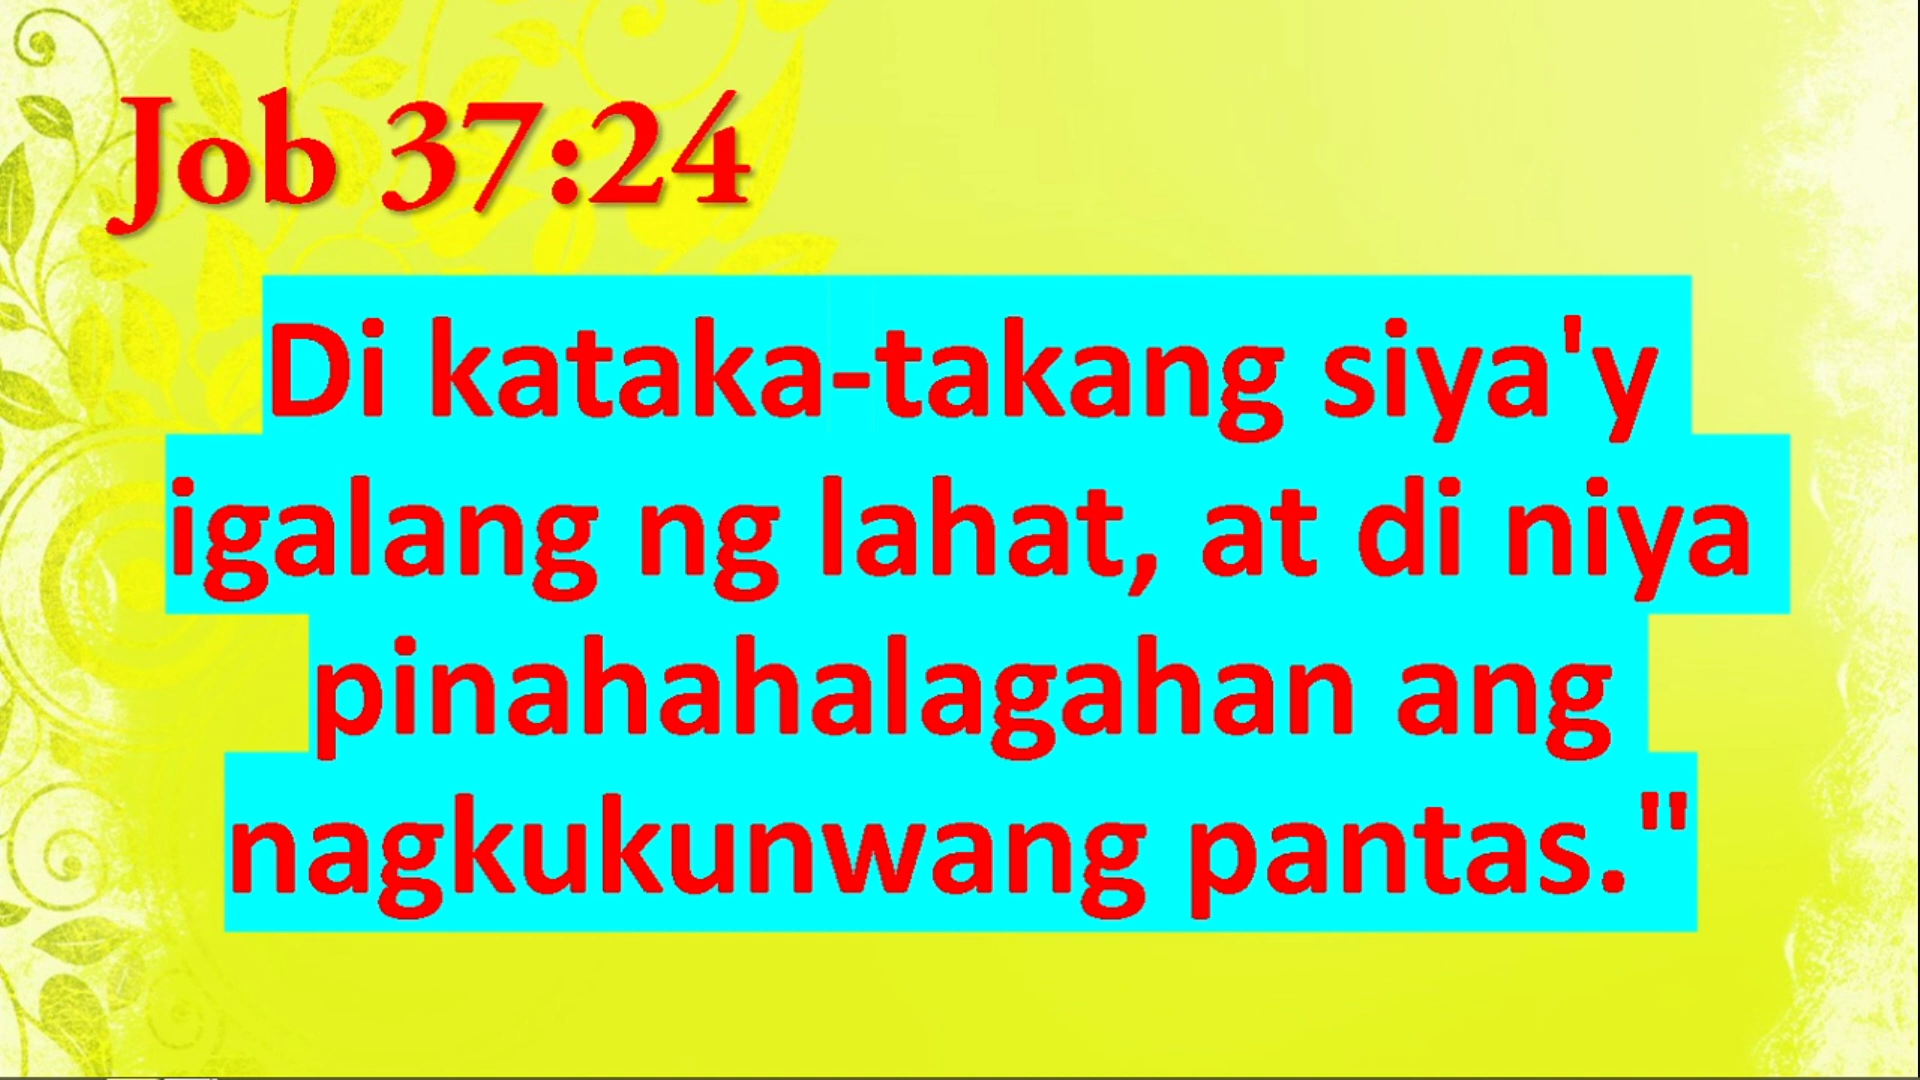 Job 37:24
Di kataka-takang siya'y
igalang ng lahat, at di niya
pinahahalagahan ang
nagkukunwang pantas."